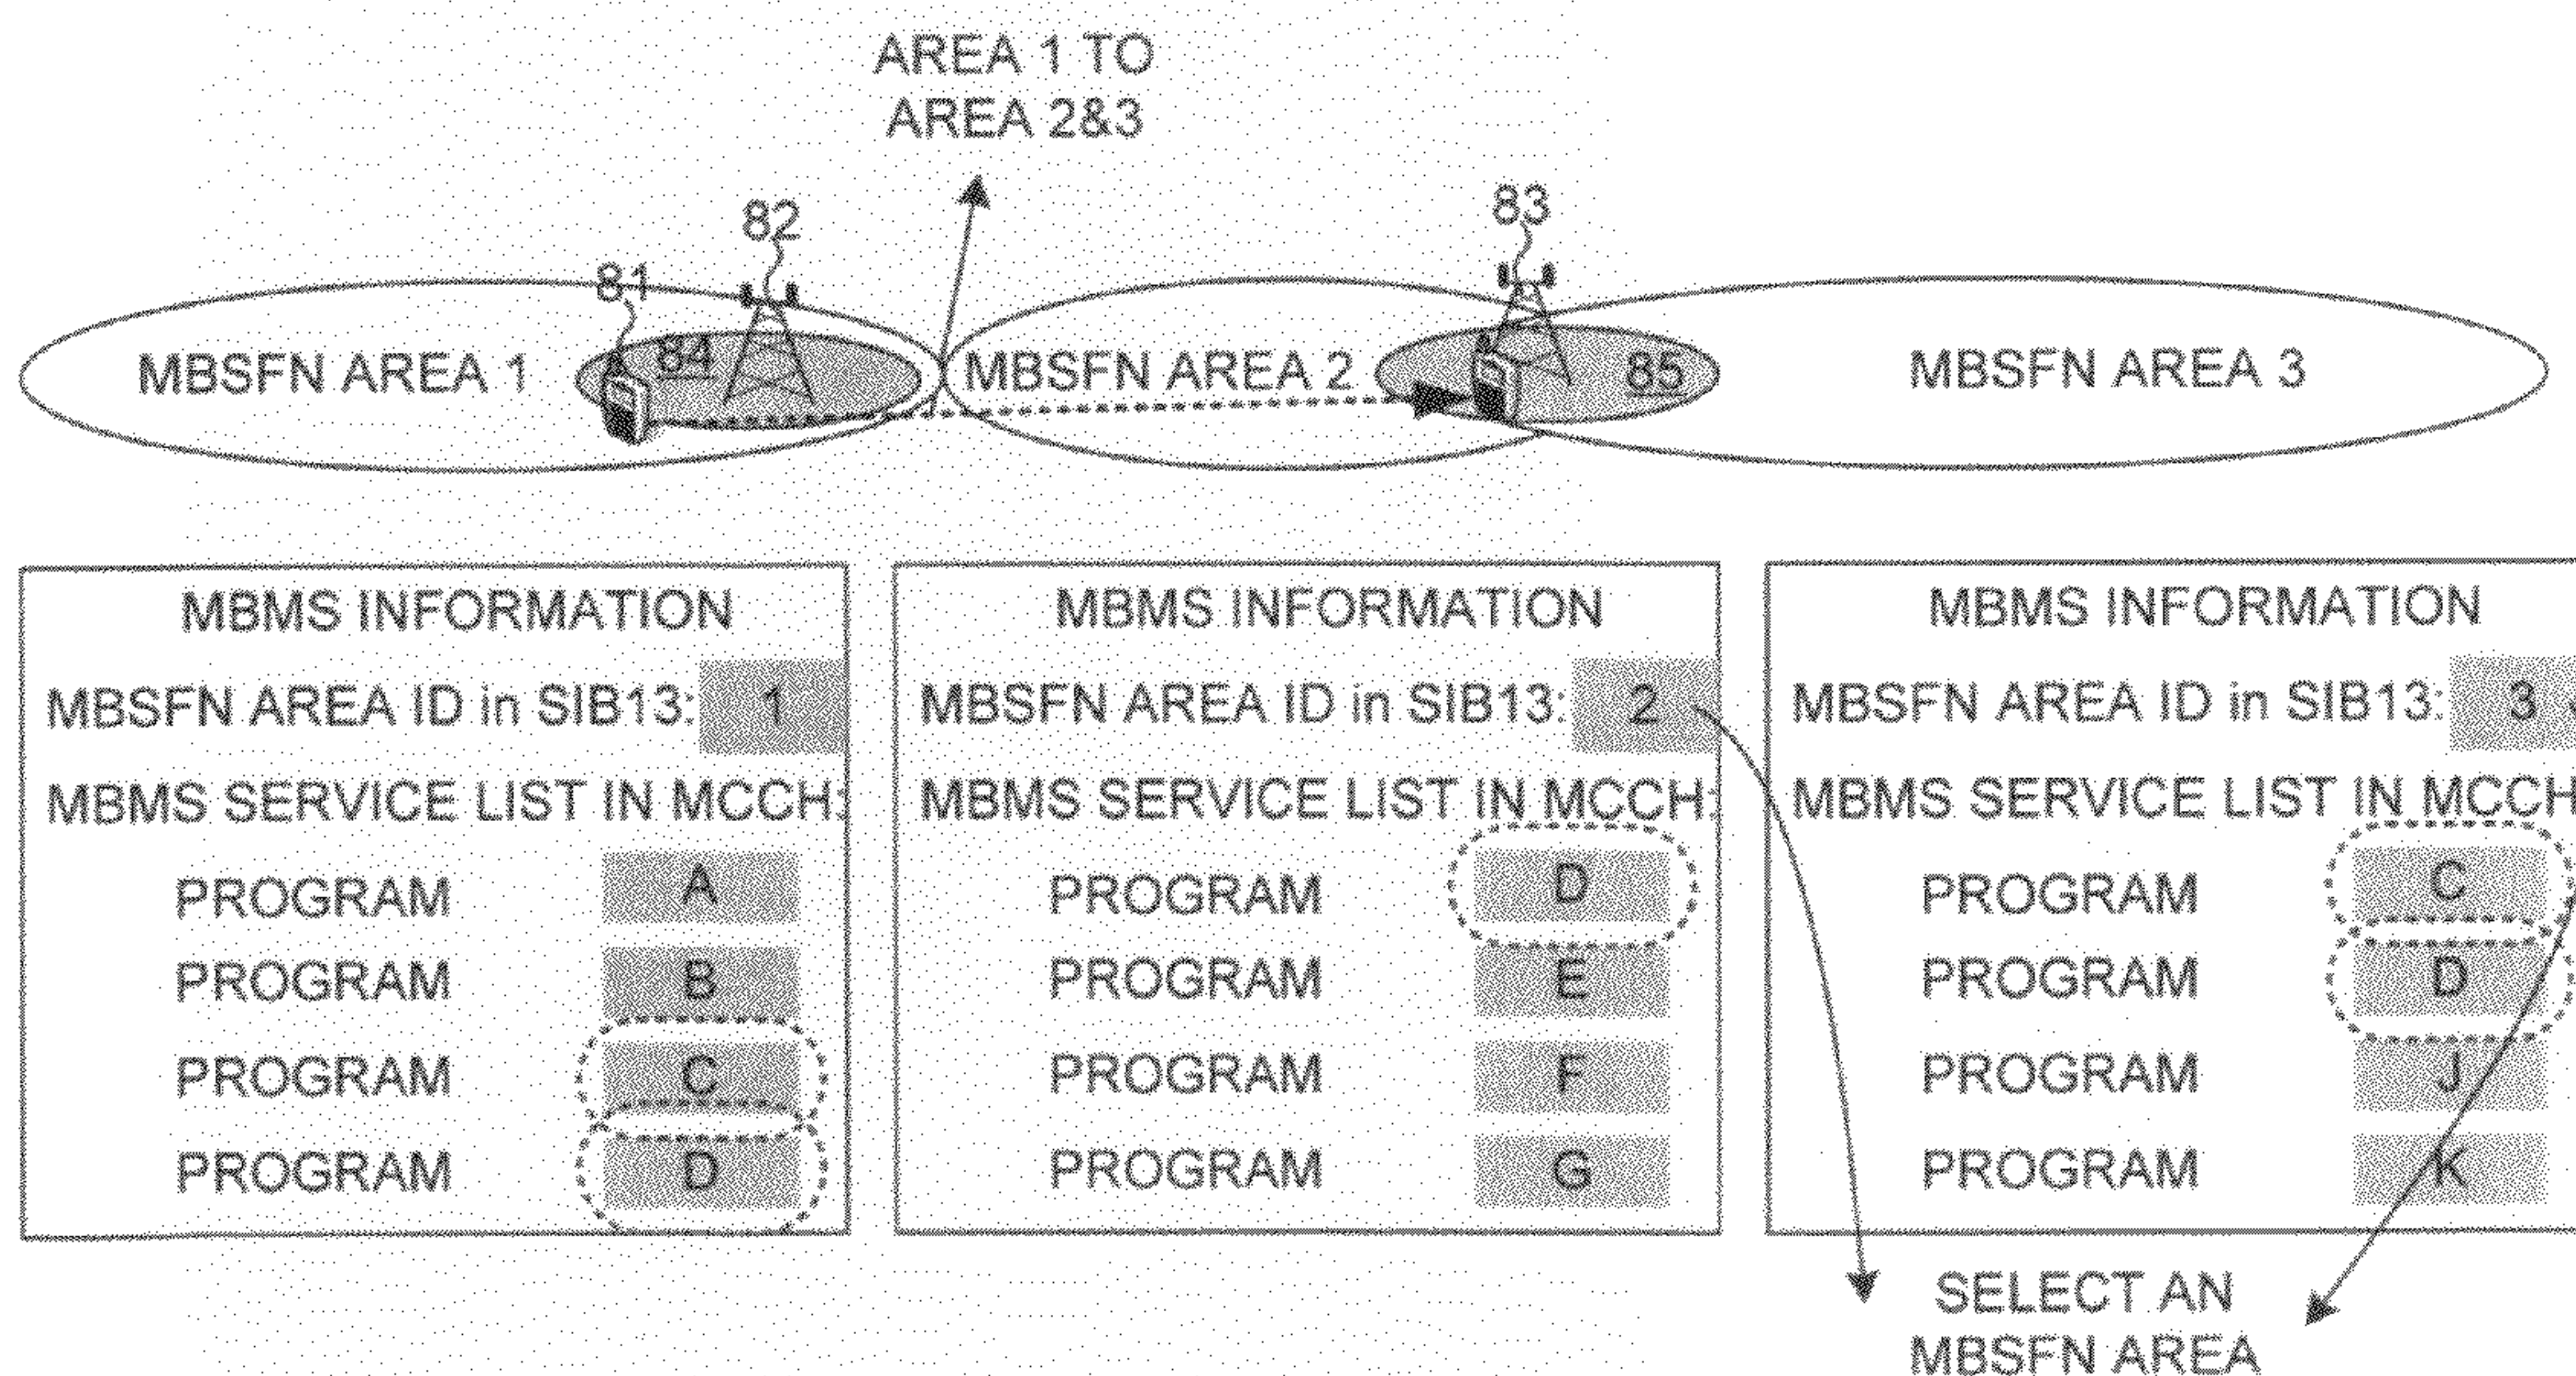 AREA 1 TO
AREA 2&3
82
83
81
MBSFN AREA 1
84
MBSFN AREA 2
85
MBSFN AREA 3
MBMS INFORMATION
MBSFN AREA ID in SIB13: 1
MBMS SERVICE LIST IN MCCH:
PROGRAM A
PROGRAM B
PROGRAM C
PROGRAM D
MBMS INFORMATION
MBSFN AREA ID in SIB13: 2
MBMS SERVICE LIST IN MCCH:
PROGRAM D
PROGRAM E
PROGRAM F
PROGRAM G
MBMS INFORMATION
MBSFN AREA ID in SIB13: 3
MBMS SERVICE LIST IN MCCH
PROGRAM C
PROGRAM D
PROGRAM J
PROGRAM K
SELECT AN
MBSFN AREA